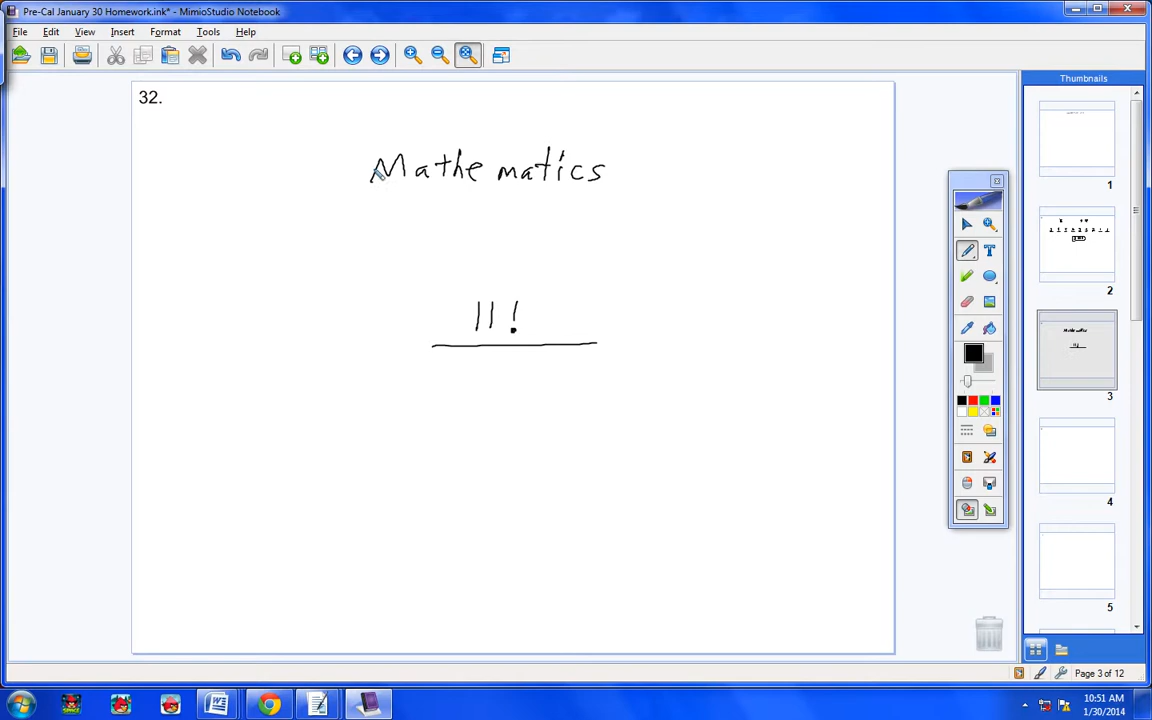 Pre-Cal January 30 Homework.ink* - MimioStudio Notebook
File Edit View Insert Format Tools Help
Thumbnails
32.
Mathematics
11!
1
2
3
4
5
Page 3 of 12
10:51 AM
1/30/2014